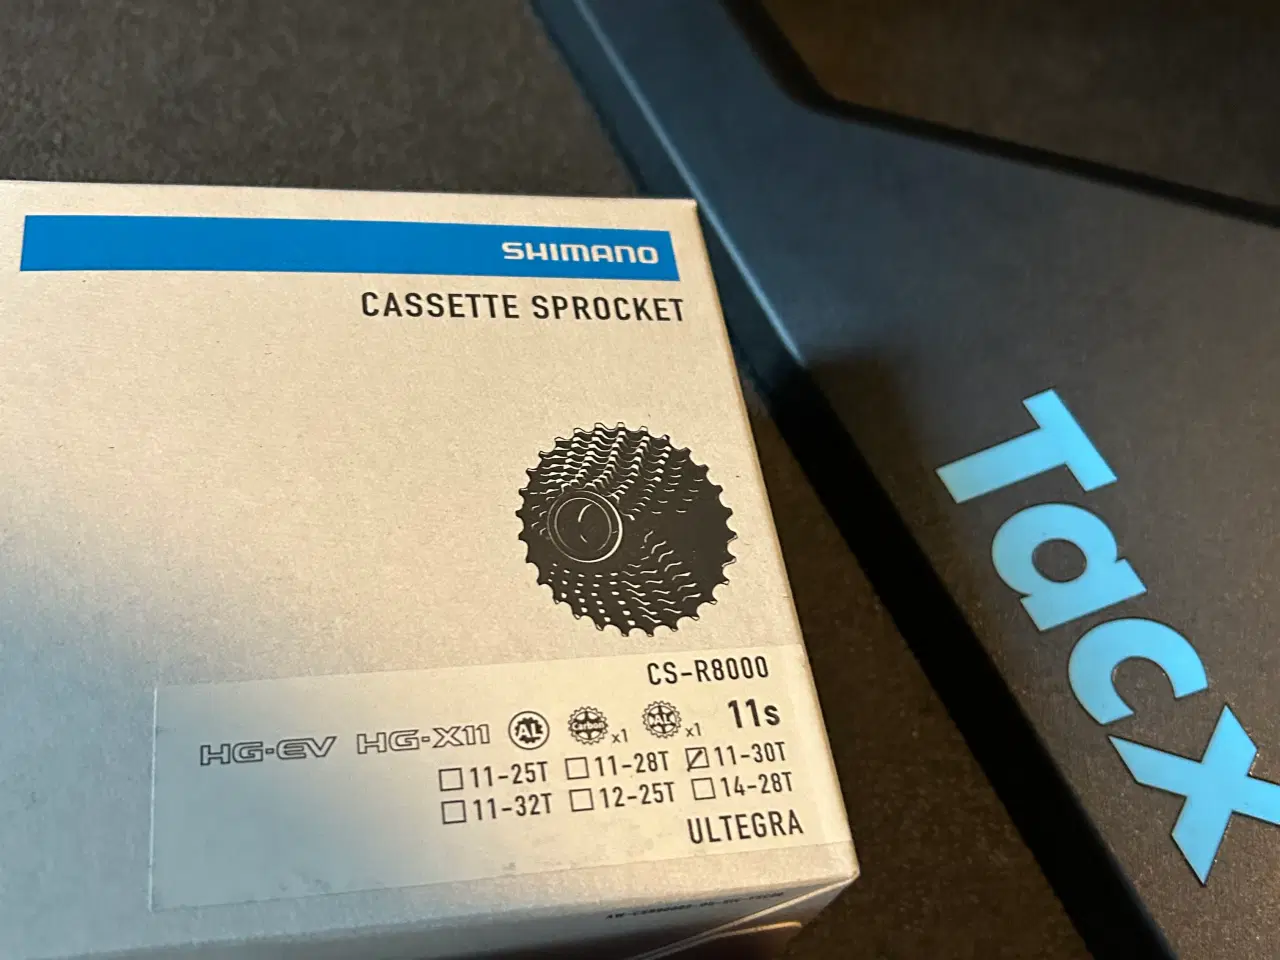 SHIMANO
CASSETTE SPROCKET
CS-R8000
HG-EV HG-X11 AL Carbon x1 x1 11s
11-25T 11-28T 11-30T
11-32T 12-25T 14-28T
ULTEGRA
Tacx